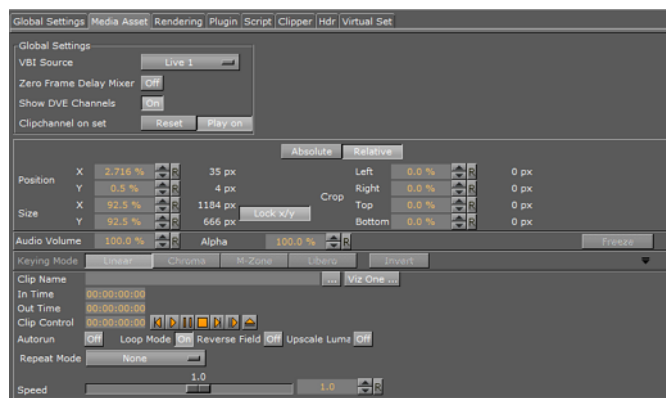 Global Settings Media Asset Rendering Plugin Script Clipper Hdr Virtual Set
Global Settings
VBI Source Live 1
Zero Frame Delay Mixer Off
Show DVE Channels On
Clipchannel on set Reset Play on
Absolute Relative
Position X 2.716 % R 35 px
Y 0.5 % R 4 px
Size X 92.5 % R 1184 px
Y 92.5 % R 666 px
Lock x/y
Crop
Left 0.0 % R 0 px
Right 0.0 % R 0 px
Top 0.0 % R 0 px
Bottom 0.0 % R 0 px
Audio Volume 100.0 % R Alpha 100.0 % R Freeze
Keying Mode Linear Chroma M-Zone Libero Invert
Clip Name ... Viz One ...
In Time 00:00:00:00
Out Time 00:00:00:00
Clip Control 00:00:00:00
Autorun Off Loop Mode On Reverse Field Off Upscale Luma Off
Repeat Mode None
1.0
Speed 1.0 R